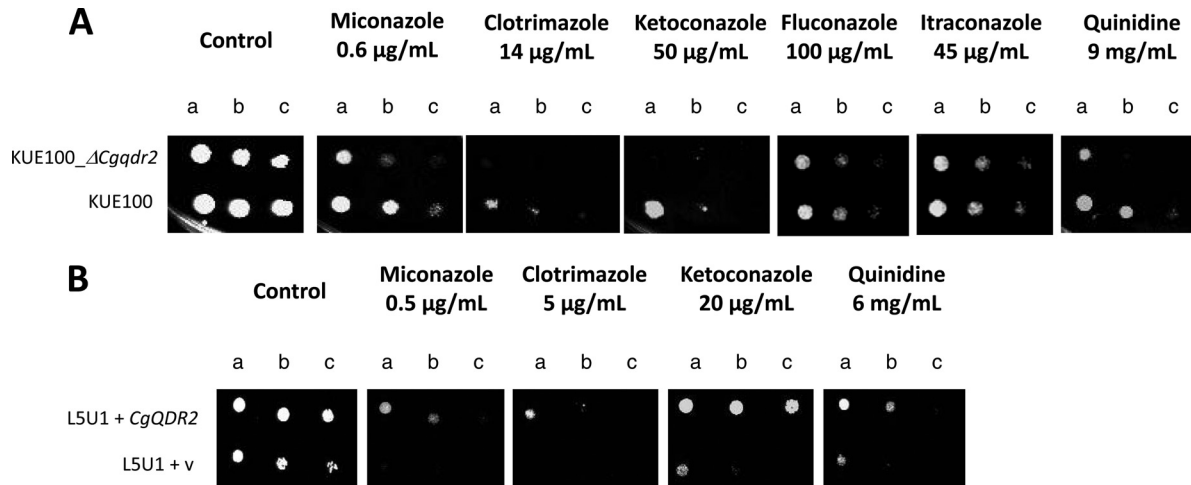 A
Control
Miconazole
0.6 µg/mL
Clotrimazole
14 µg/mL
Ketoconazole
50 µg/mL
Fluconazole
100 µg/mL
Itraconazole
45 µg/mL
Quinidine
9 mg/mL
a b c a b c a b c a b c a b c a b c a b c
KUE100_ΔCgqdr2
KUE100
B
Control
Miconazole
0.5 µg/mL
Clotrimazole
5 µg/mL
Ketoconazole
20 µg/mL
Quinidine
6 mg/mL
a b c a b c a b c a b c a b c
L5U1 + CgQDR2
L5U1 + v